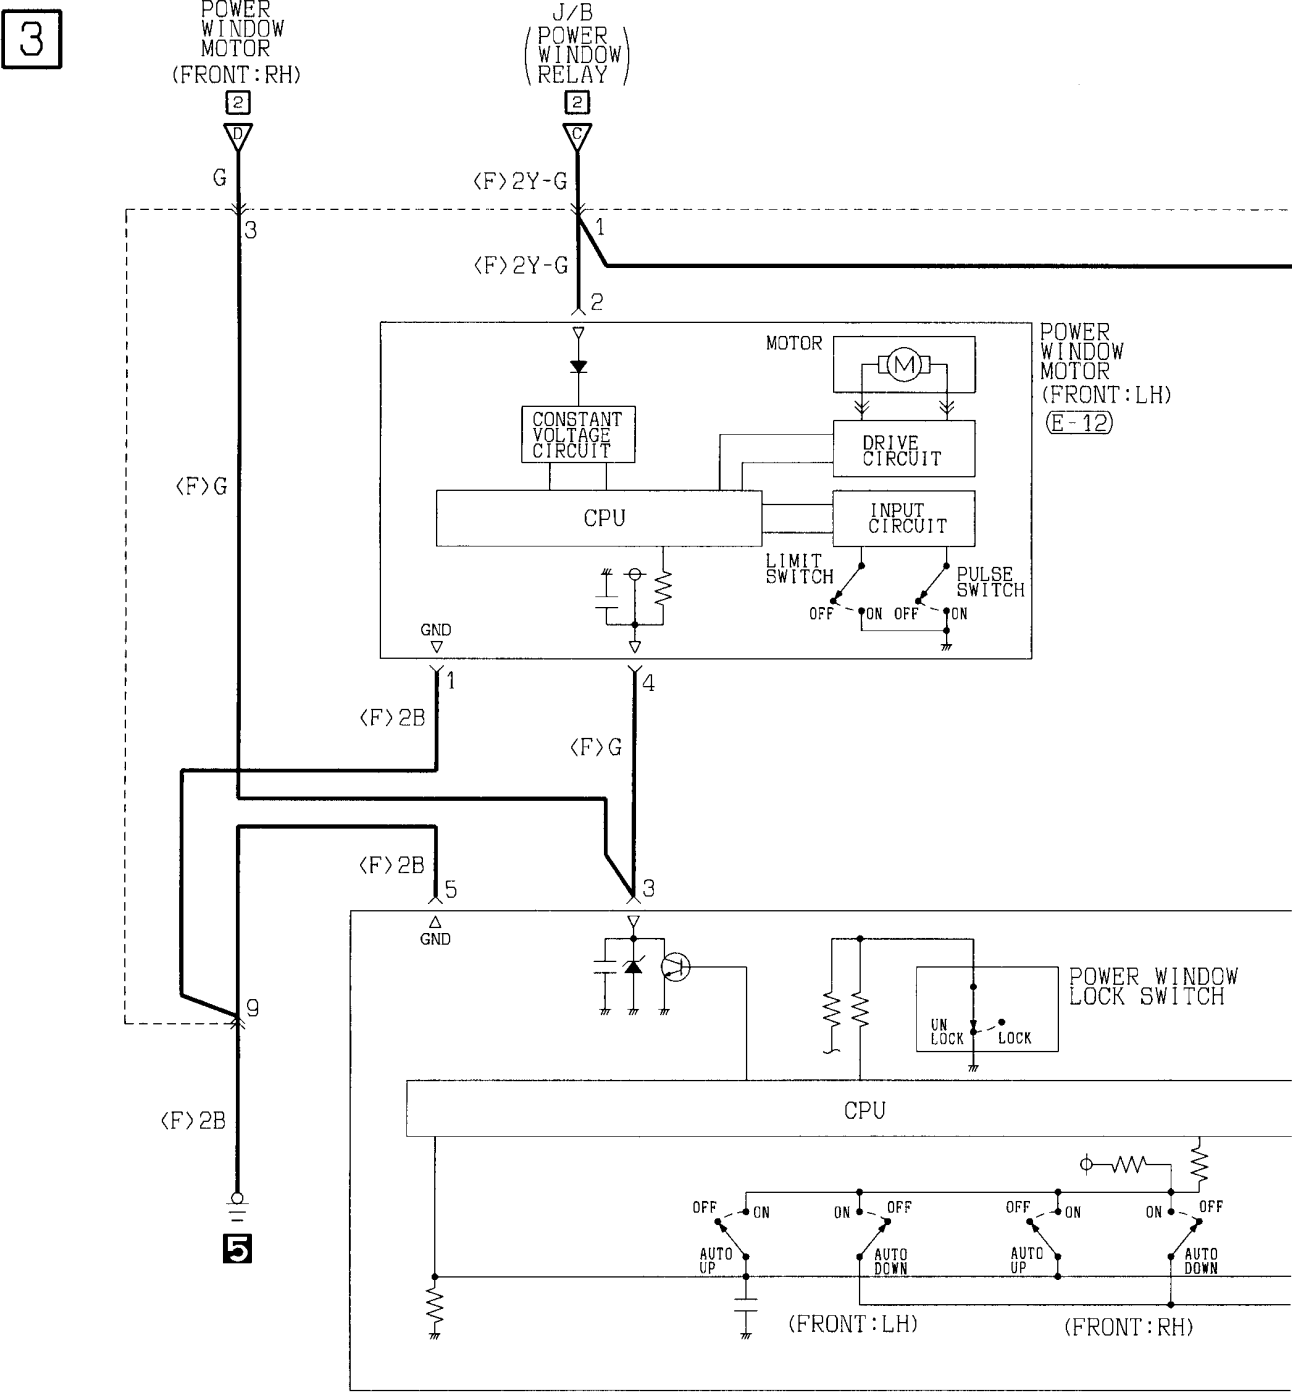 3
POWER
WINDOW
MOTOR
(FRONT:RH)
2
D
J/B
(POWER
WINDOW
RELAY)
2
C
G
<F>2Y-G
3
1
<F>2Y-G
2
POWER
WINDOW
MOTOR
(FRONT:LH)
E-12
MOTOR
M
CONSTANT
VOLTAGE
CIRCUIT
DRIVE
CIRCUIT
<F>G
CPU
INPUT
CIRCUIT
LIMIT
SWITCH
PULSE
SWITCH
OFF
ON
OFF
ON
GND
1
4
<F>2B
<F>G
<F>2B
5
3
GND
9
POWER WINDOW
LOCK SWITCH
UN
LOCK
LOCK
CPU
<F>2B
5
OFF
ON
AUTO
UP
ON
OFF
AUTO
DOWN
OFF
ON
AUTO
UP
ON
OFF
AUTO
DOWN
(FRONT:LH)
(FRONT:RH)